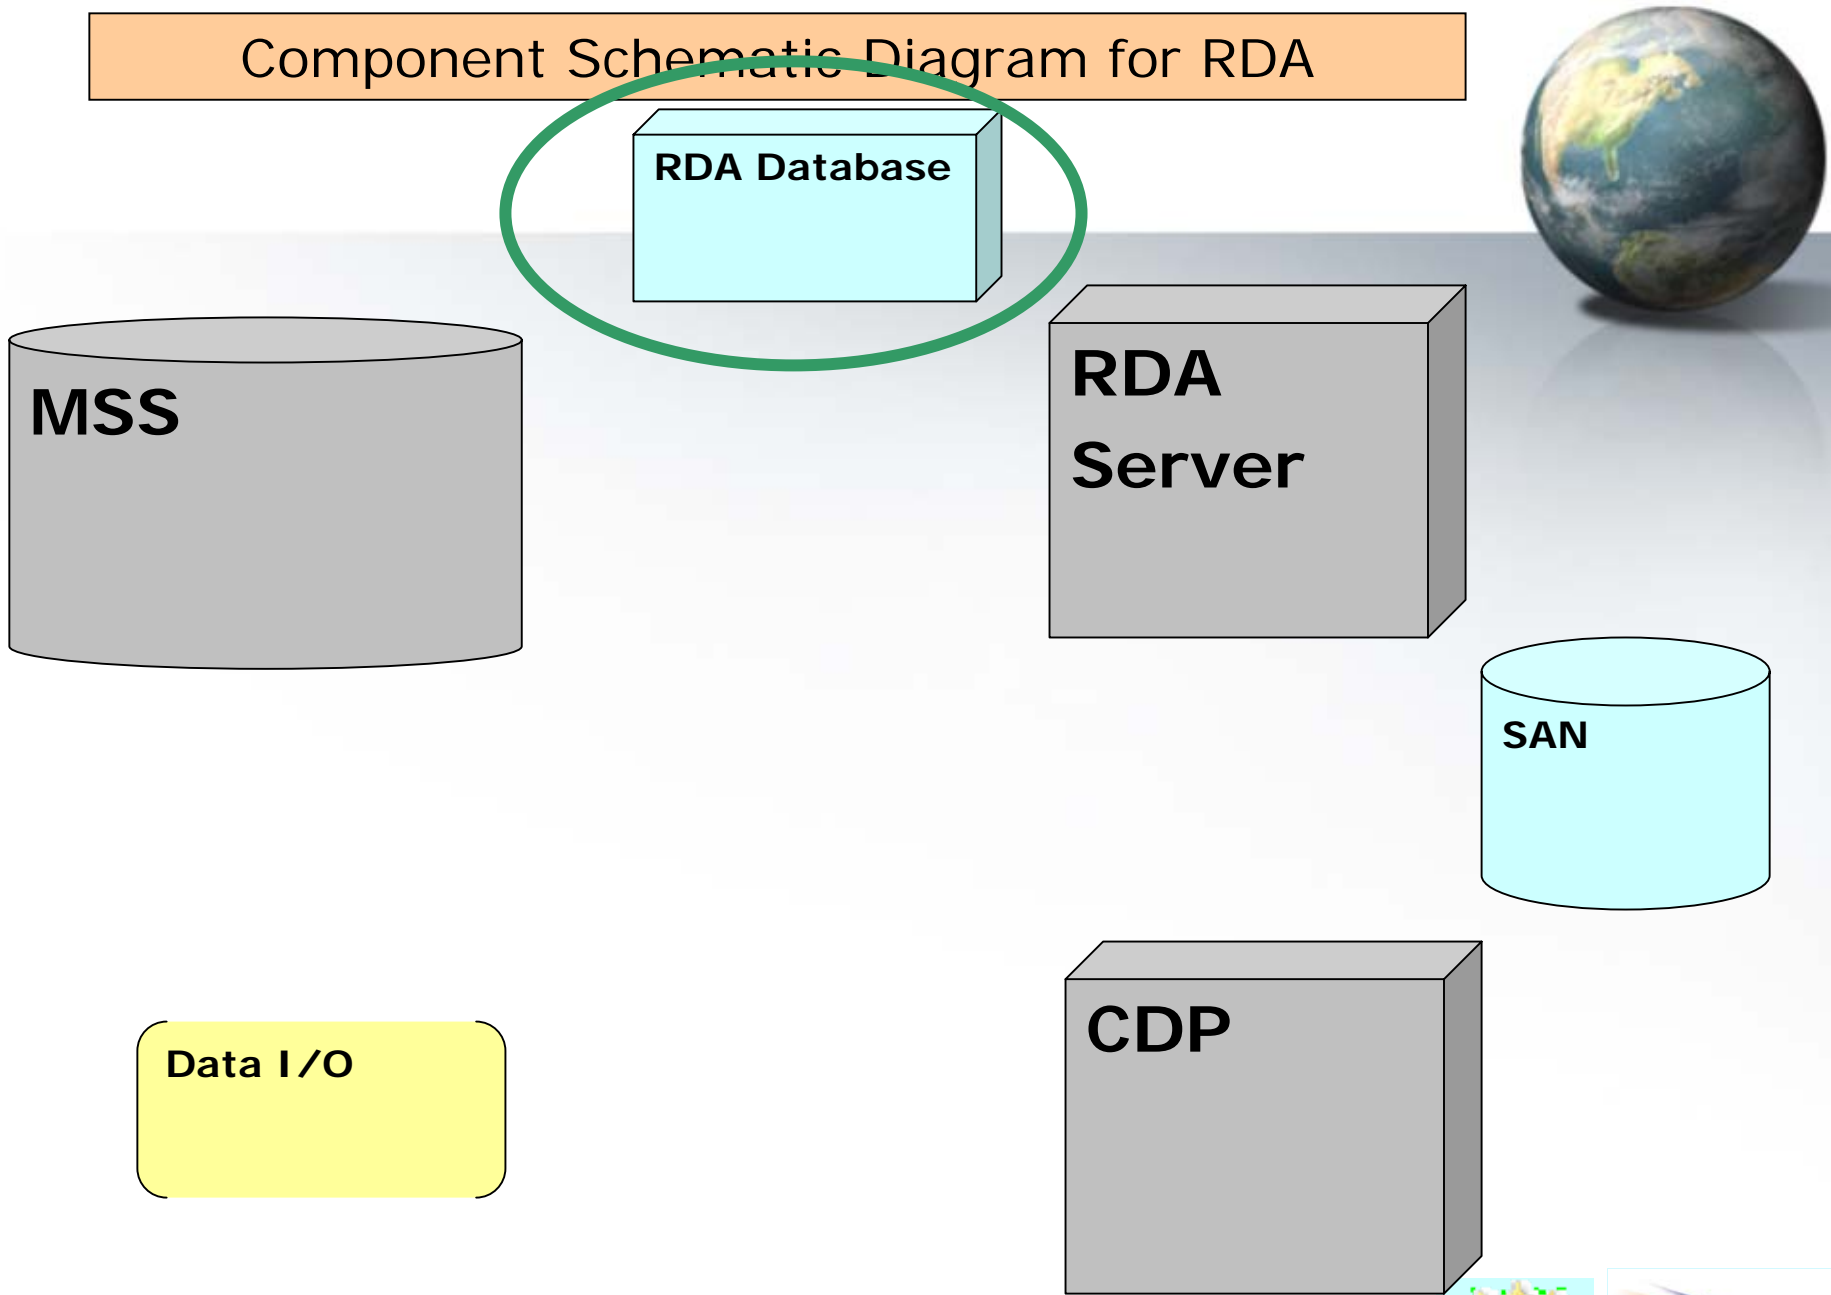 Component Schematic Diagram for RDA
RDA Database
MSS
RDA
Server
SAN
CDP
Data I/O